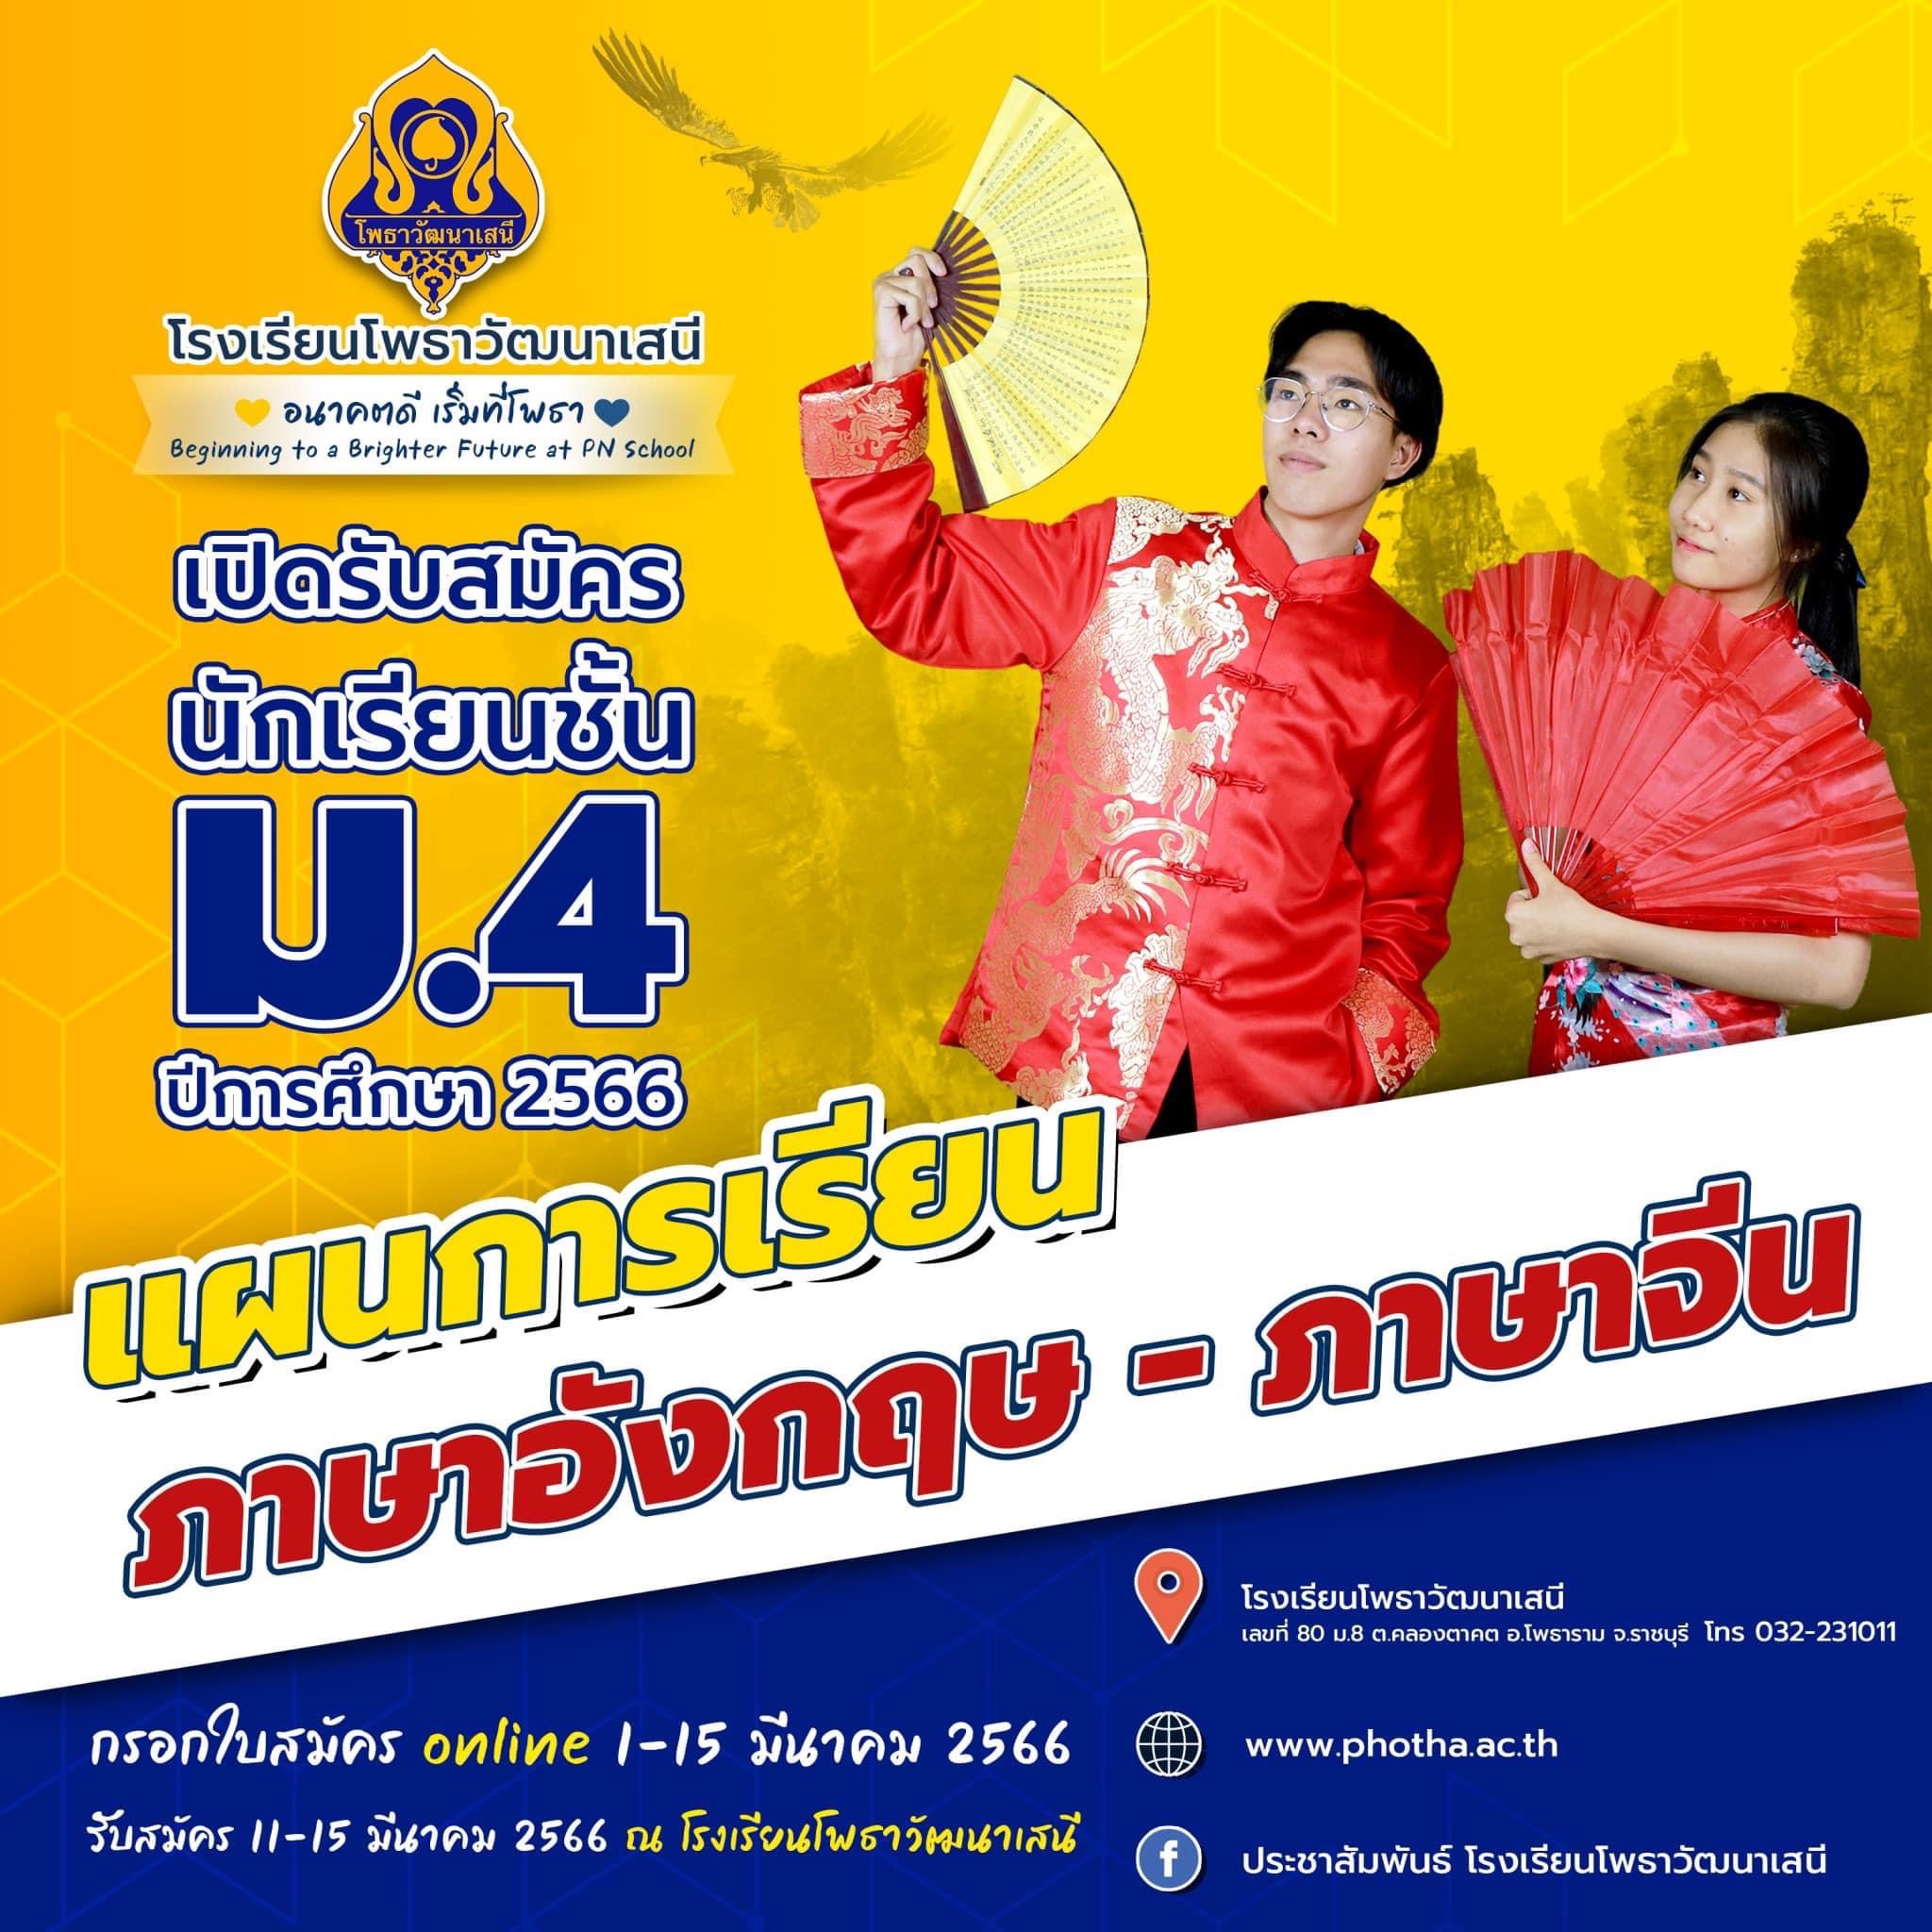 โพธาวัฒนาเสนี
โรงเรียนโพธาวัฒนาเสนี
อนาคตดี เริ่มที่โพธา
Beginning to a Brighter Future at PN School
เปิดรับสมัคร
นักเรียนชั้น
ม.4
ปีการศึกษา 2566
แผนการเรียน
ภาษาอังกฤษ - ภาษาจีน
โรงเรียนโพธาวัฒนาเสนี
เลขที่ 80 ม.8 ต.คลองตาคต อ.โพธาราม จ.ราชบุรี โทร 032-231011
กรอกใบสมัคร online 1-15 มีนาคม 2566
www.photha.ac.th
รับสมัคร 11-15 มีนาคม 2566 ณ โรงเรียนโพธาวัฒนาเสนี
ประชาสัมพันธ์ โรงเรียนโพธาวัฒนาเสนี